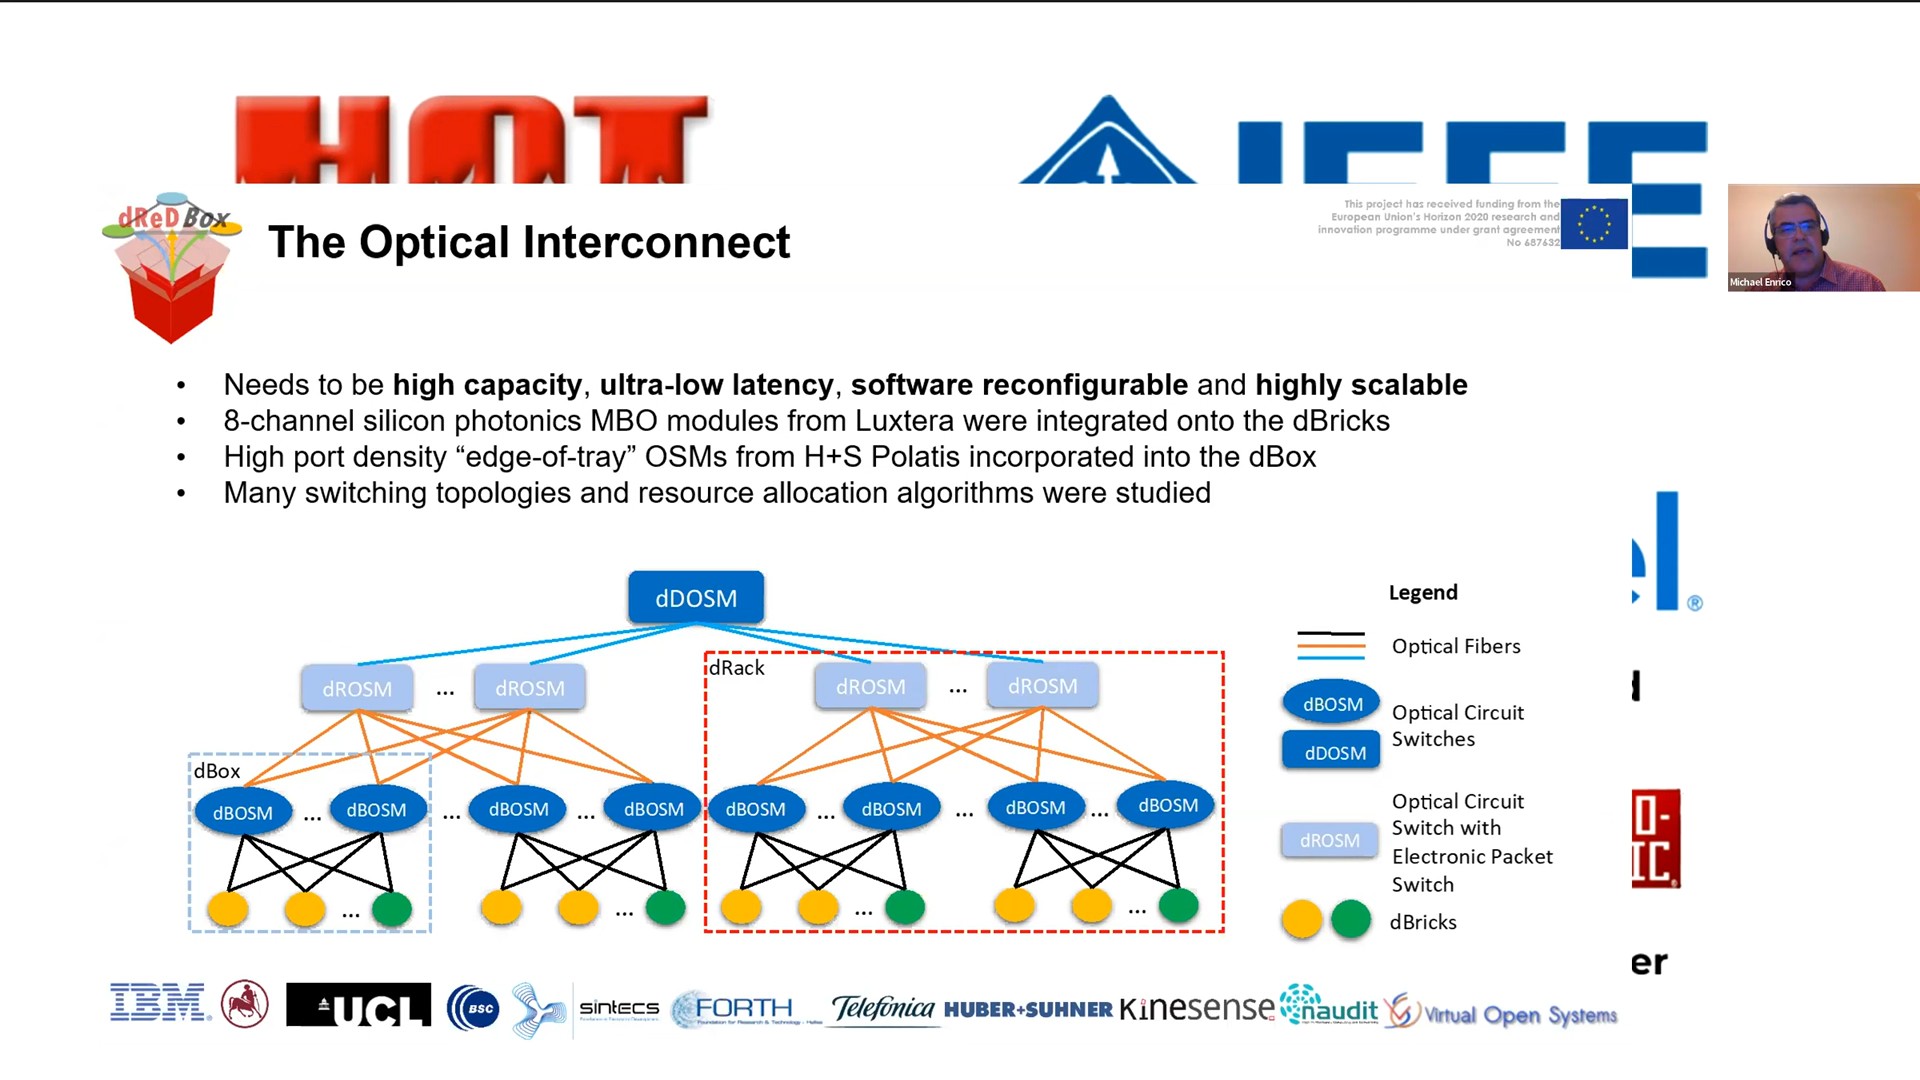 HOT
IEEE
dReDBox
The Optical Interconnect
This project has received funding from the
European Union's Horizon 2020 research and
innovation programme under grant agreement
No 687632
Michael Enrico
• Needs to be high capacity, ultra-low latency, software reconfigurable and highly scalable
• 8-channel silicon photonics MBO modules from Luxtera were integrated onto the dBricks
• High port density “edge-of-tray” OSMs from H+S Polatis incorporated into the dBox
• Many switching topologies and resource allocation algorithms were studied
el®
dDOSM
dRack
dROSM ... dROSM dROSM ... dROSM
dBox
dBOSM ... dBOSM ... dBOSM ... dBOSM dBOSM ... dBOSM ... dBOSM ... dBOSM
... ... ... ...
Legend
Optical Fibers
dBOSM
dDOSM
Optical Circuit
Switches
dROSM
Optical Circuit
Switch with
Electronic Packet
Switch
dBricks
O-
IC.
er
IBM.
UCL
BSC
sintecs
FORTH
Telefonica
HUBER+SUHNER
Kinesense
naudit
Virtual Open Systems